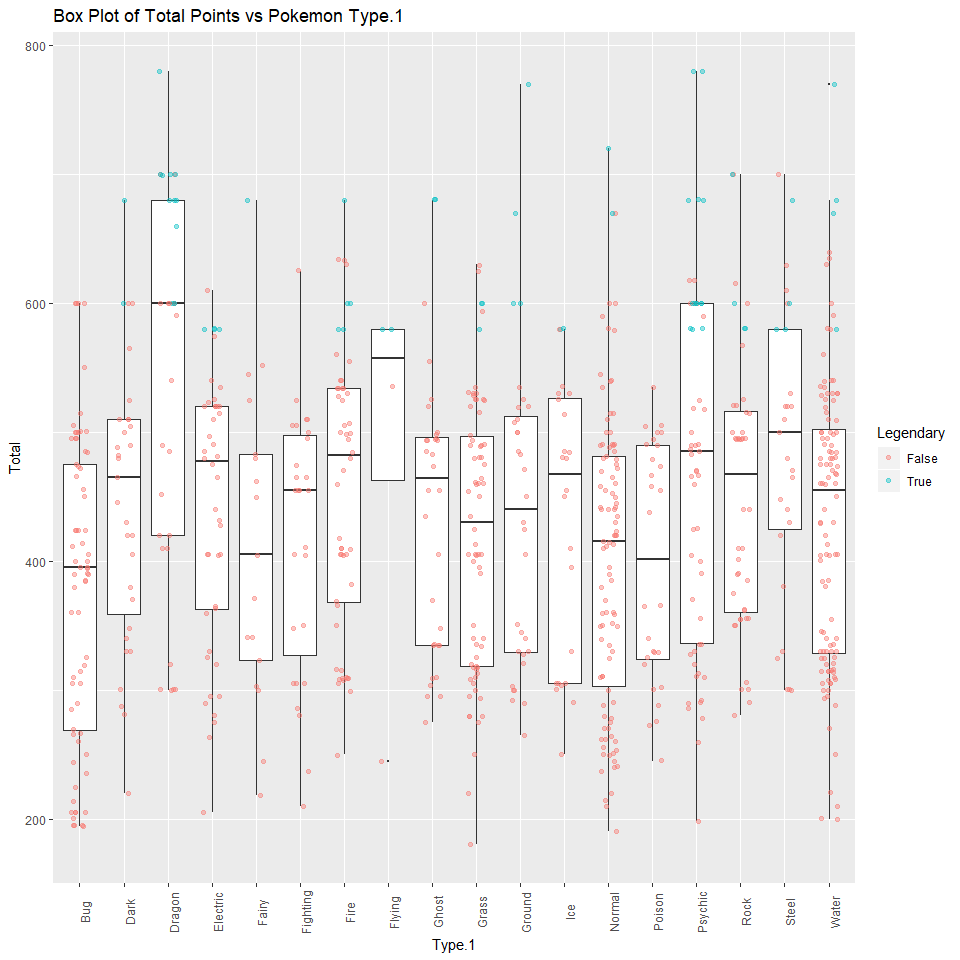 Box Plot of Total Points vs Pokemon Type.1
800
600
400
200
Total
Bug
Dark
Dragon
Electric
Fairy
Fighting
Fire
Flying
Ghost
Grass
Ground
Ice
Normal
Poison
Psychic
Rock
Steel
Water
Type.1
Legendary
False
True